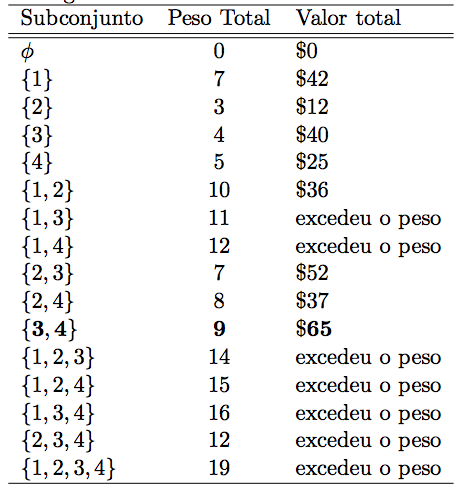 Subconjunto Peso Total Valor total
ϕ 0 $0
{1} 7 $42
{2} 3 $12
{3} 4 $40
{4} 5 $25
{1, 2} 10 $36
{1, 3} 11 excedeu o peso
{1, 4} 12 excedeu o peso
{2, 3} 7 $52
{2, 4} 8 $37
{3, 4} 9 $65
{1, 2, 3} 14 excedeu o peso
{1, 2, 4} 15 excedeu o peso
{1, 3, 4} 16 excedeu o peso
{2, 3, 4} 12 excedeu o peso
{1, 2, 3, 4} 19 excedeu o peso